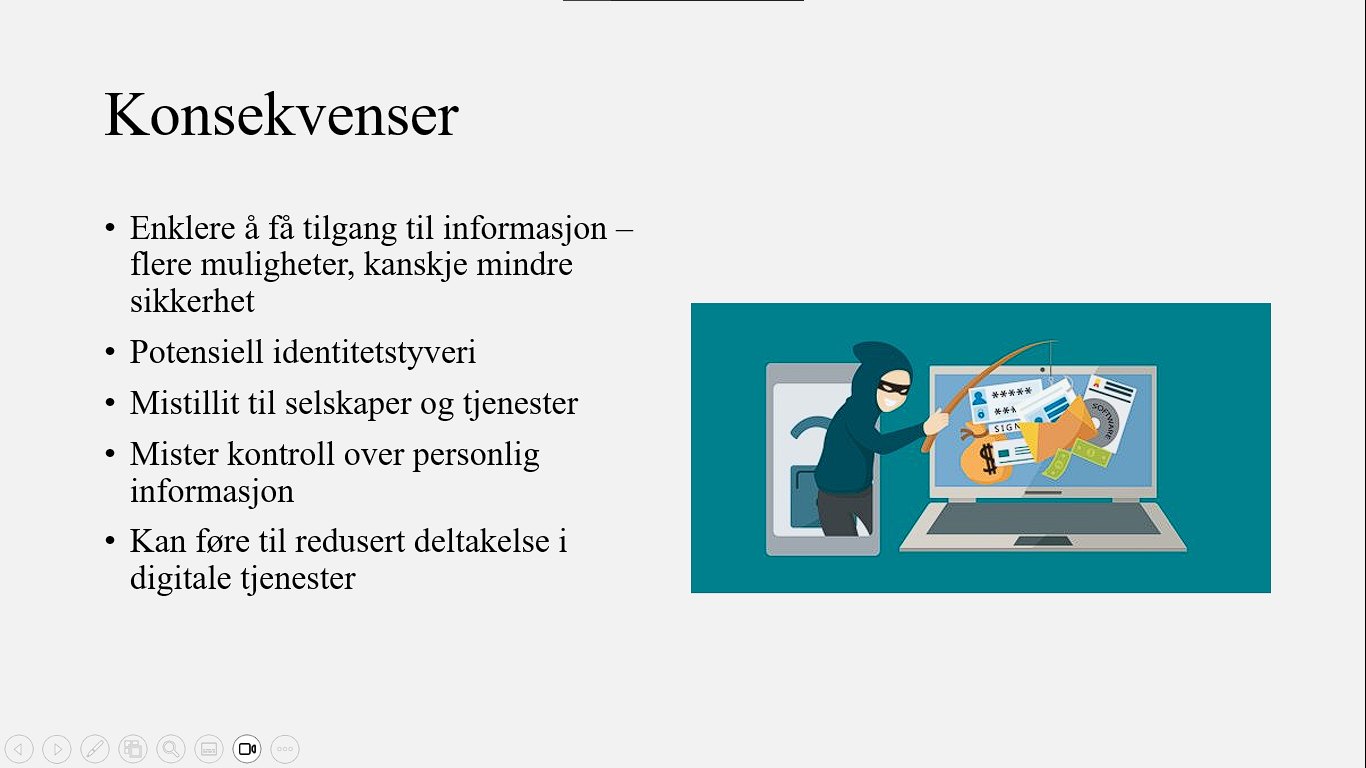 Konsekvenser
• Enklere å få tilgang til informasjon –
flere muligheter, kanskje mindre
sikkerhet
• Potensiell identitetstyveri
• Mistillit til selskaper og tjenester
• Mister kontroll over personlig
informasjon
• Kan føre til redusert deltakelse i
digitale tjenester
*****
***
SIGN
$
SOFTWARE